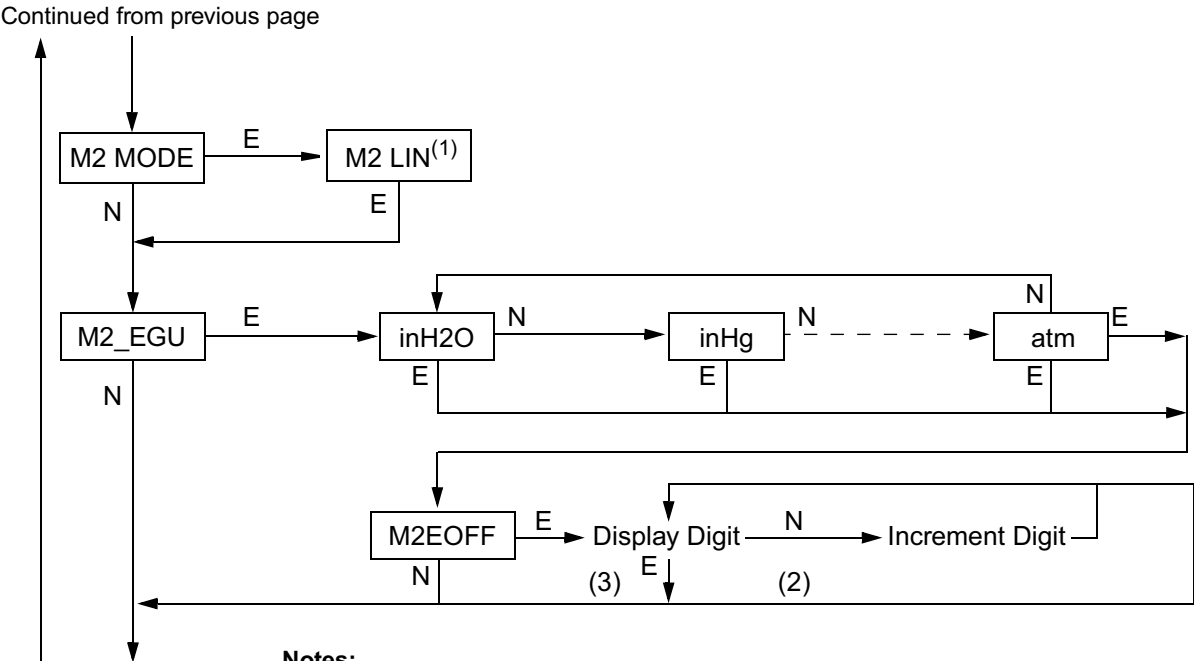 Continued from previous page
E
M2 MODE
M2 LIN(1)
N
E
N
E
N
N
E
M2_EGU
inH2O
inHg
atm
E
E
E
N
E
N
M2EOFF
Display Digit
Increment Digit
N
(3)
E
(2)
Notes: